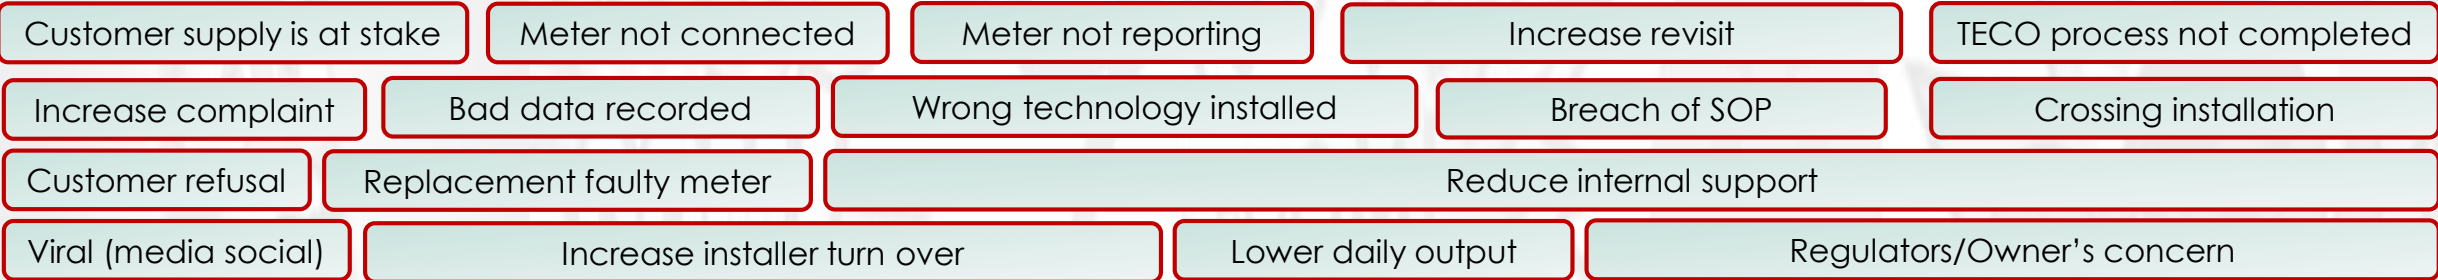 Customer supply is at stake
Meter not connected
Meter not reporting
Increase revisit
TECO process not completed
Increase complaint
Bad data recorded
Wrong technology installed
Breach of SOP
Crossing installation
Customer refusal
Replacement faulty meter
Reduce internal support
Viral (media social)
Increase installer turn over
Lower daily output
Regulators/Owner’s concern